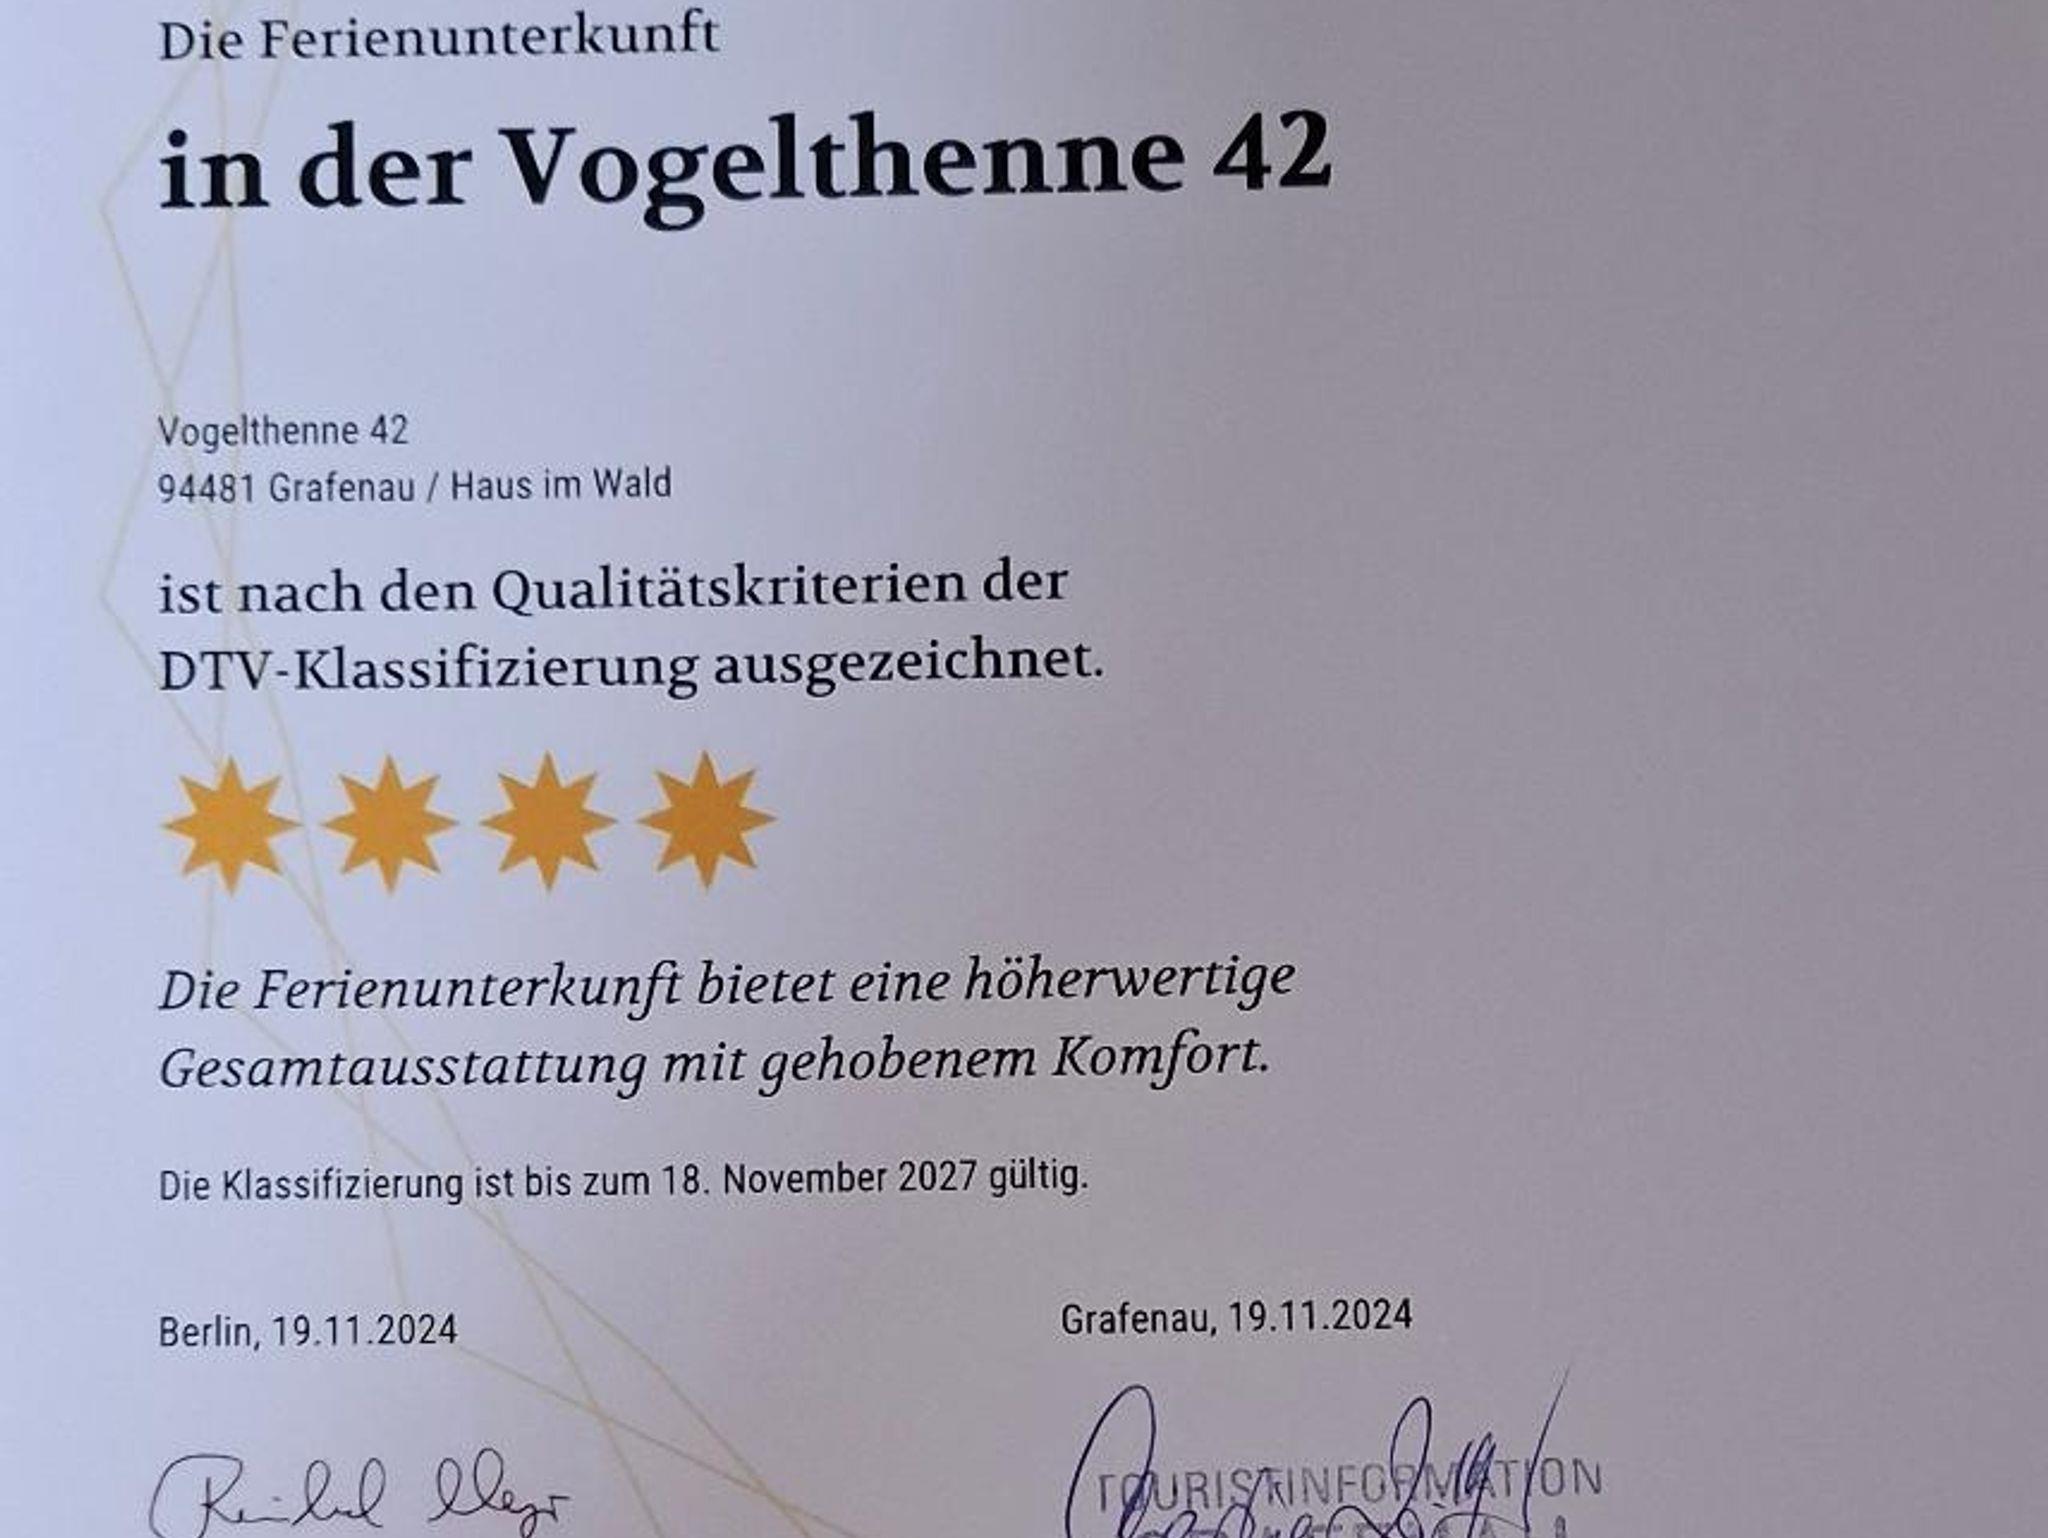 Die Ferienunterkunft
in der Vogelthenne 42
Vogelthenne 42
94481 Grafenau / Haus im Wald
ist nach den Qualitätskriterien der
DTV-Klassifizierung ausgezeichnet.
Die Ferienunterkunft bietet eine höherwertige
Gesamtausstattung mit gehobenem Komfort.
Die Klassifizierung ist bis zum 18. November 2027 gültig.
Berlin, 19.11.2024
Grafenau, 19.11.2024
TOURISTINFORMATION